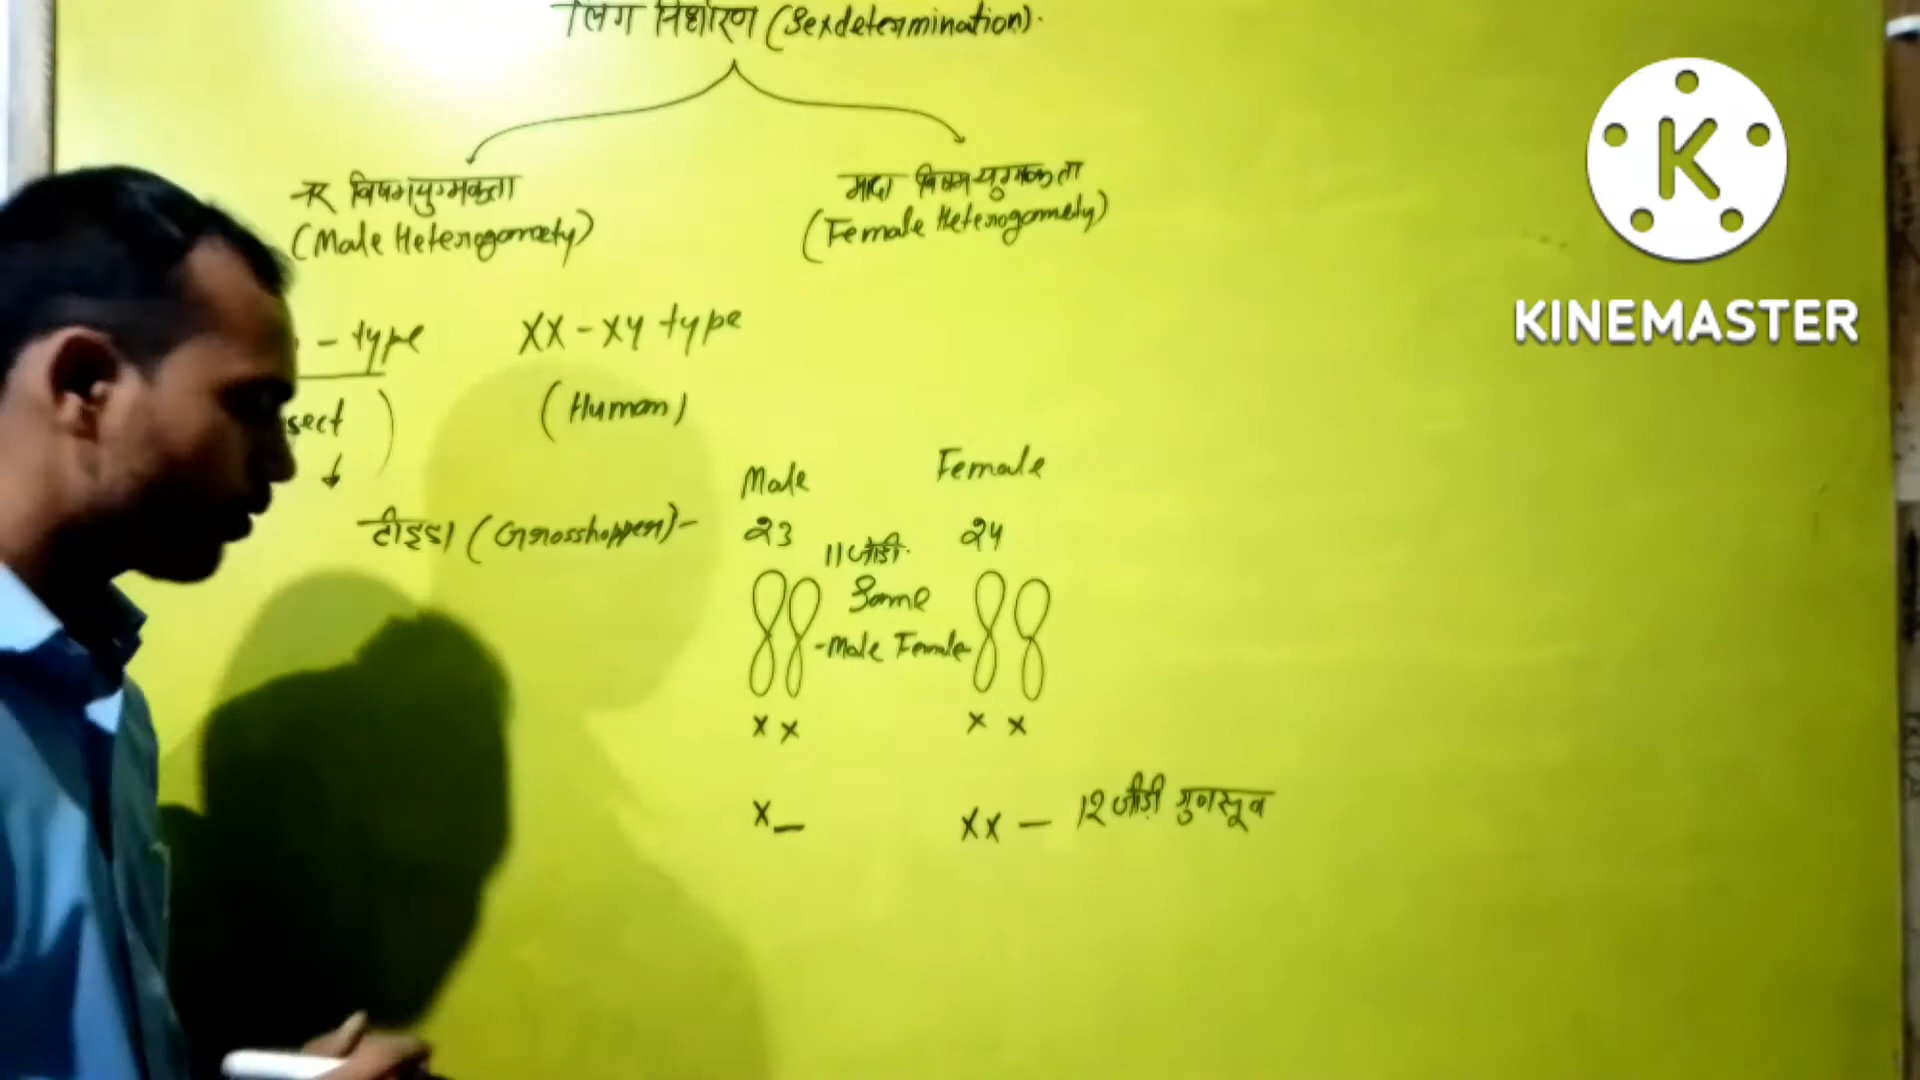 लिंग निर्धारण (Sexdetermination).
नर विषमयुग्मकता
(Male Heterogamety)
मादा विषमयुग्मकता
(Female Heterogamety)
- type
XX - XY type
sect )
(Human)
Male
Female
टीड्डा (Grasshopper) -
23
11 जोड़ी.
24
Same
-Male Female
x x
x x
X_
XX - 12 जोड़ी गुणसूत्र
K
KINEMASTER